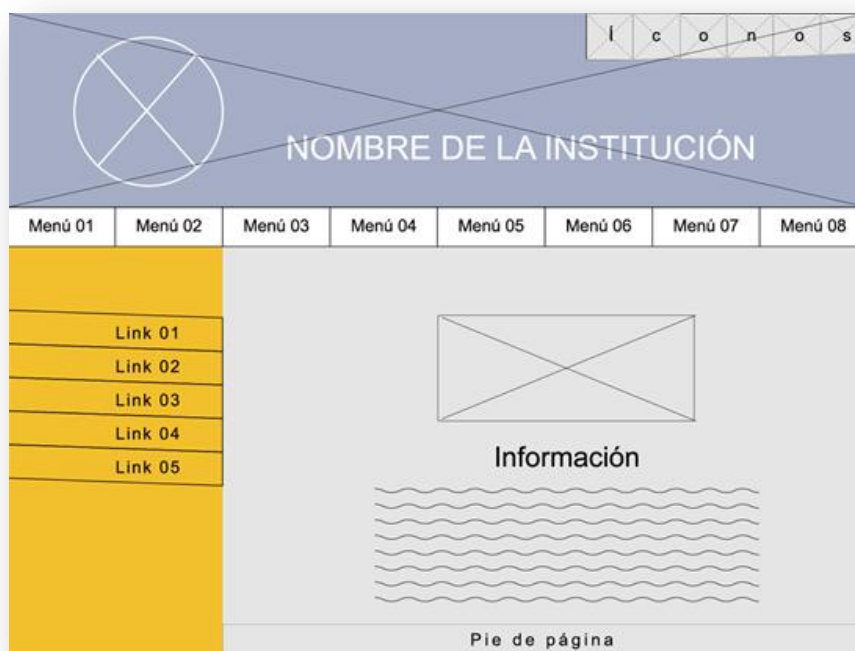 Í c o n o s
NOMBRE DE LA INSTITUCIÓN
Menú 01 Menú 02 Menú 03 Menú 04 Menú 05 Menú 06 Menú 07 Menú 08
Link 01
Link 02
Link 03
Link 04
Link 05
Información
Pie de página